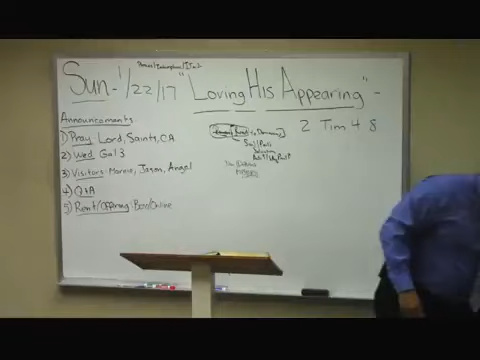 Sun - 1/22/17 "Loving His Appearing" -
2 Tim 4 8
Announcements
1) Pray Lord, Saints, CA
2) Wed Gal 3
3) Visitors - Marnie, Jason, Angel
4) Q+A
5) Rent/Offering - Box/Online
Salvation